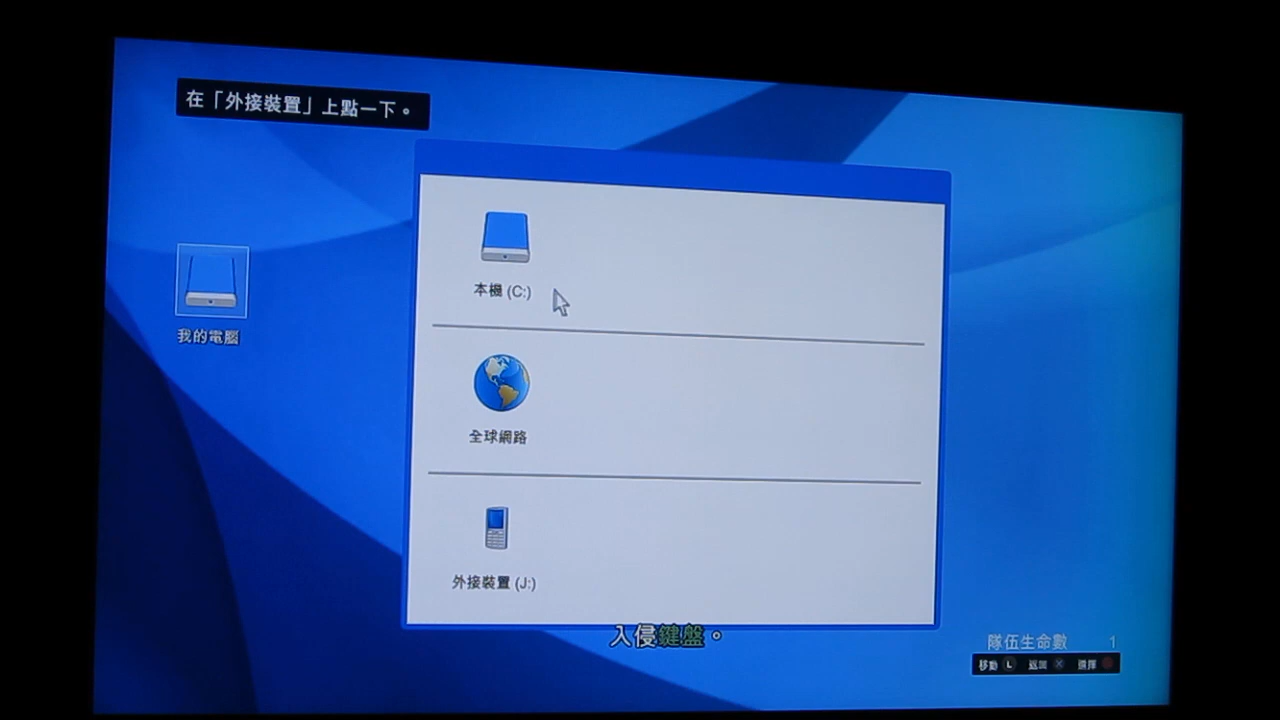 在「外接裝置」上點一下。
我的電腦
本機 (C:)
全球網路
外接裝置 (J:)
入侵鍵盤。
隊伍生命數 1
移動 L 返回 選擇